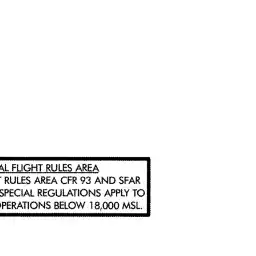 AL FLIGHT RULES AREA
RULES AREA CFR 93 AND SFAR
SPECIAL REGULATIONS APPLY TO
OPERATIONS BELOW 18,000 MSL.